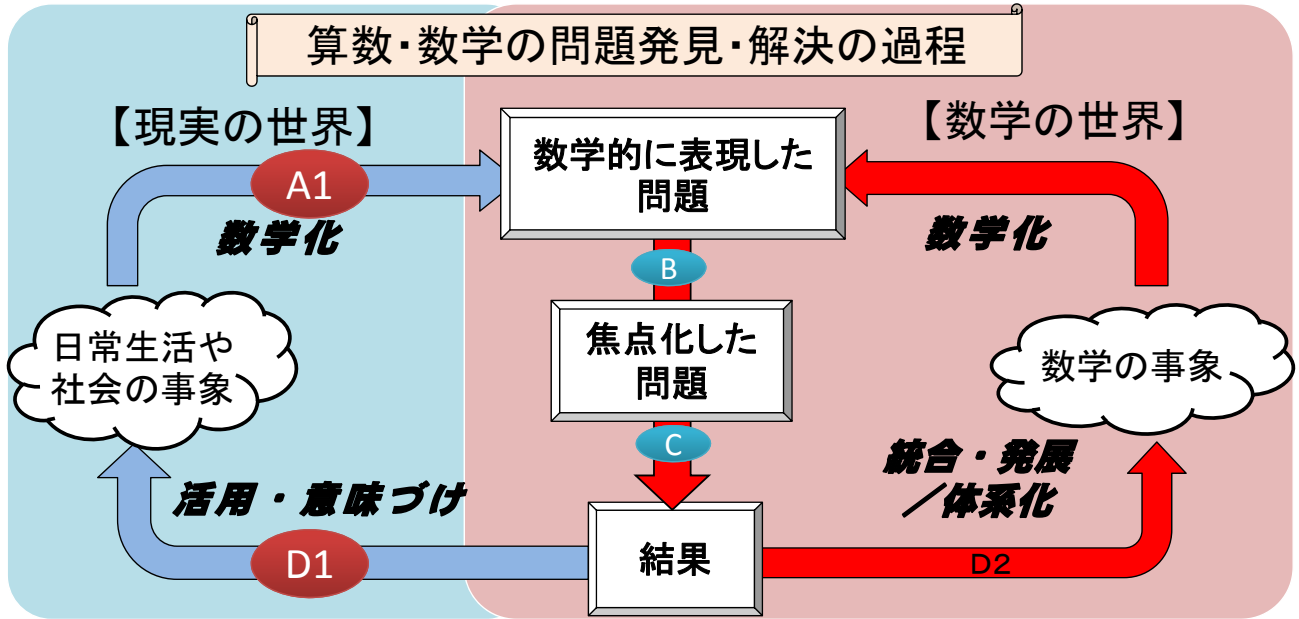 算数・数学の問題発見・解決の過程
【現実の世界】
【数学の世界】
数学的に表現した
問題
A1
数学化
数学化
B
日常生活や
社会の事象
焦点化した
問題
数学の事象
C
活用・意味づけ
統合・発展
／体系化
結果
D1
D2